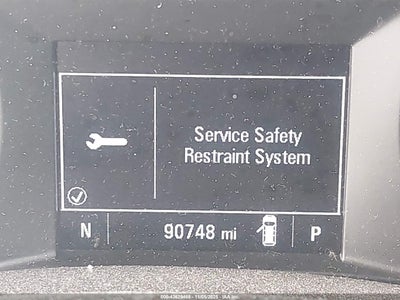 Service Safety
Restraint System
N
90748 mi
P